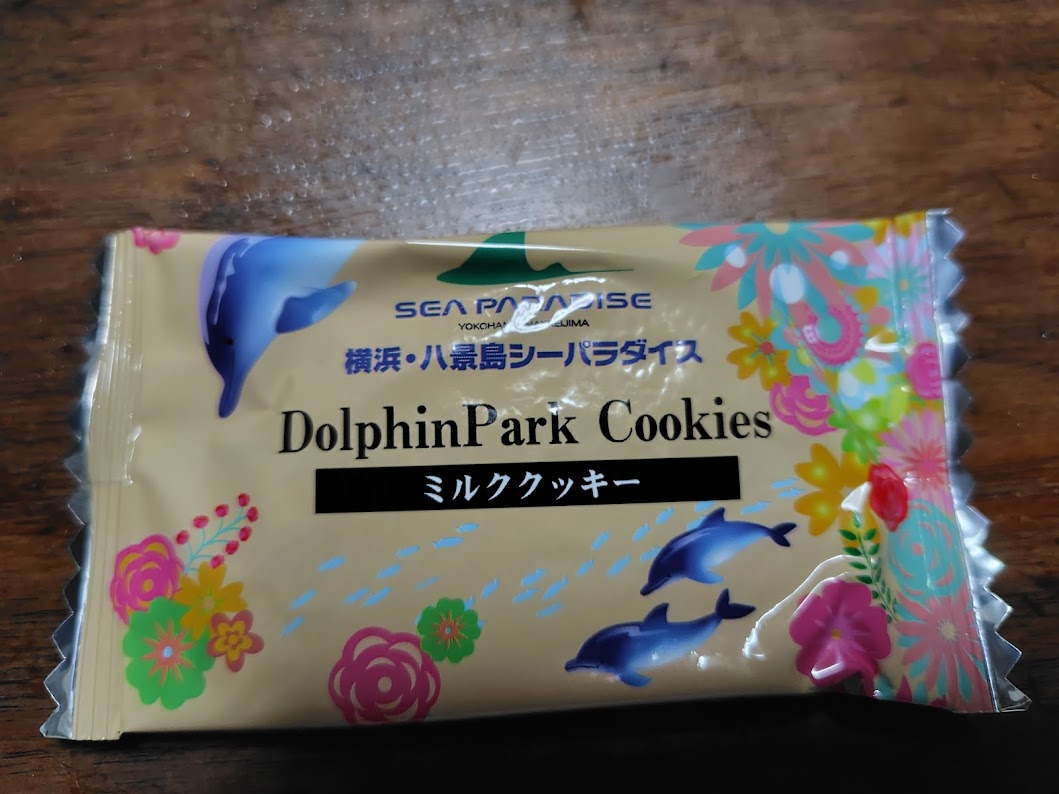 SEA PARADISE
横浜・八景島シーパラダイス
DolphinPark Cookies
ミルククッキー